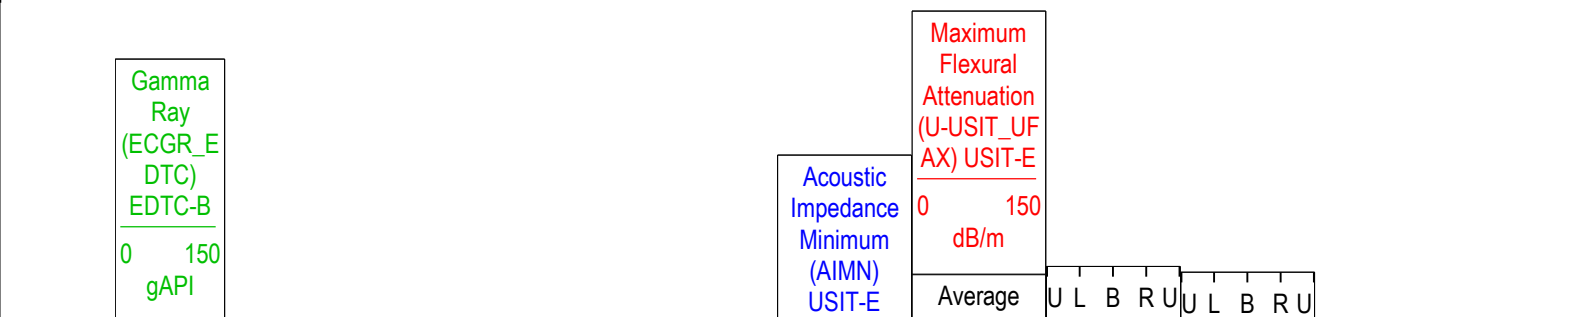 Gamma
Ray
(ECGR_E
DTC)
EDTC-B
0 150
gAPI
Acoustic
Impedance
Minimum
(AIMN)
USIT-E
Maximum
Flexural
Attenuation
(U-USIT_UF
AX) USIT-E
0 150
dB/m
Average
U L B R U
U L B R U